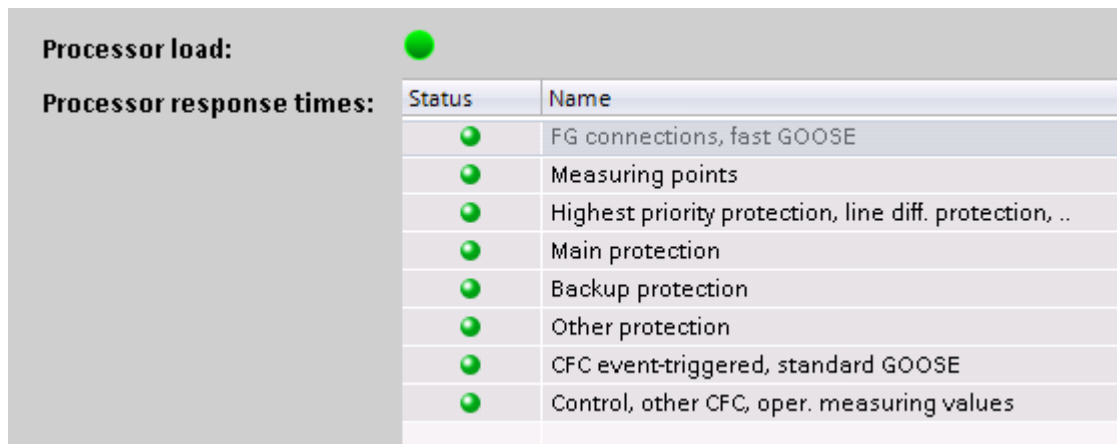 Processor load:
Processor response times:
Status Name
FG connections, fast GOOSE
Measuring points
Highest priority protection, line diff. protection, ..
Main protection
Backup protection
Other protection
CFC event-triggered, standard GOOSE
Control, other CFC, oper. measuring values